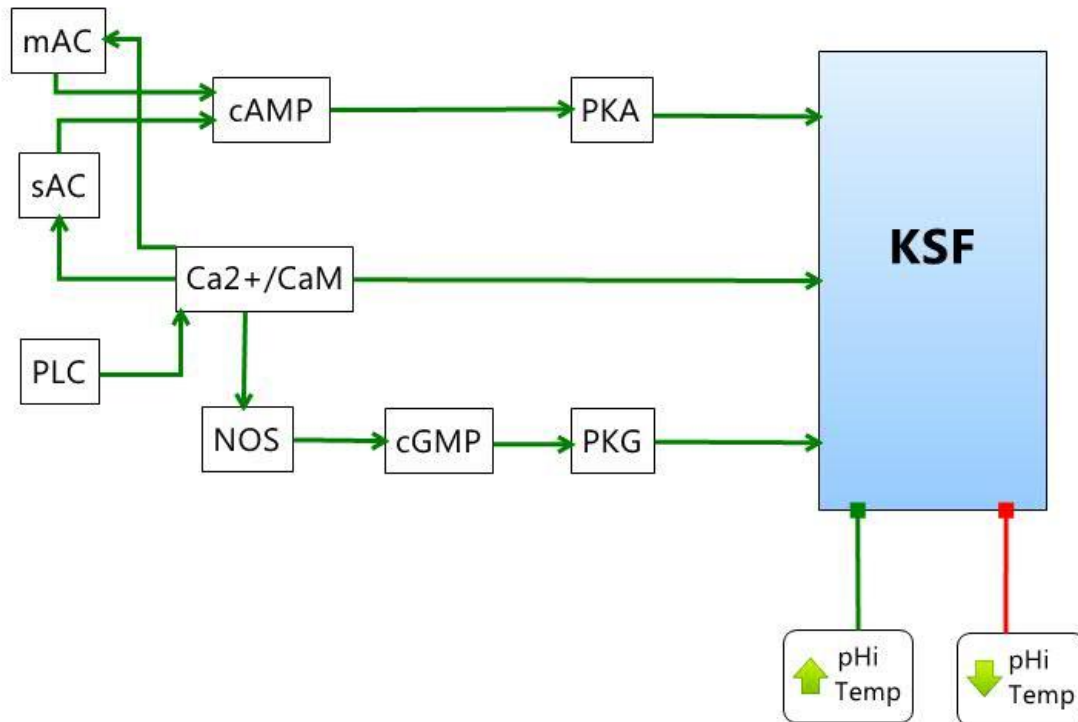 mAC
cAMP
PKA
sAC
KSF
Ca2+/CaM
PLC
NOS
cGMP
PKG
pHi
Temp
pHi
Temp